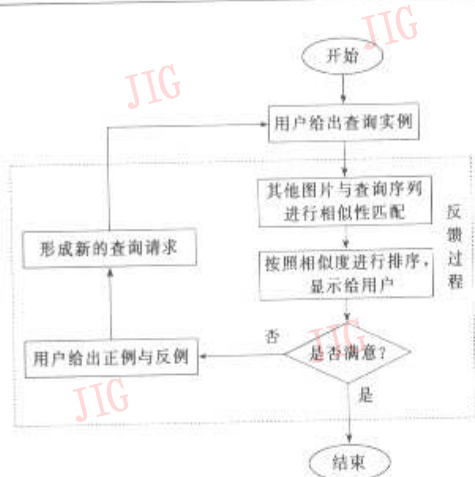 JIG
开始
JIG
用户给出查询实例
其他图片与查询序列
进行相似性匹配
反馈过程
形成新的查询请求
按照相似度进行排序，
显示给用户
否
JIG
是否满意？
用户给出正例与反例
是
JIG
结束